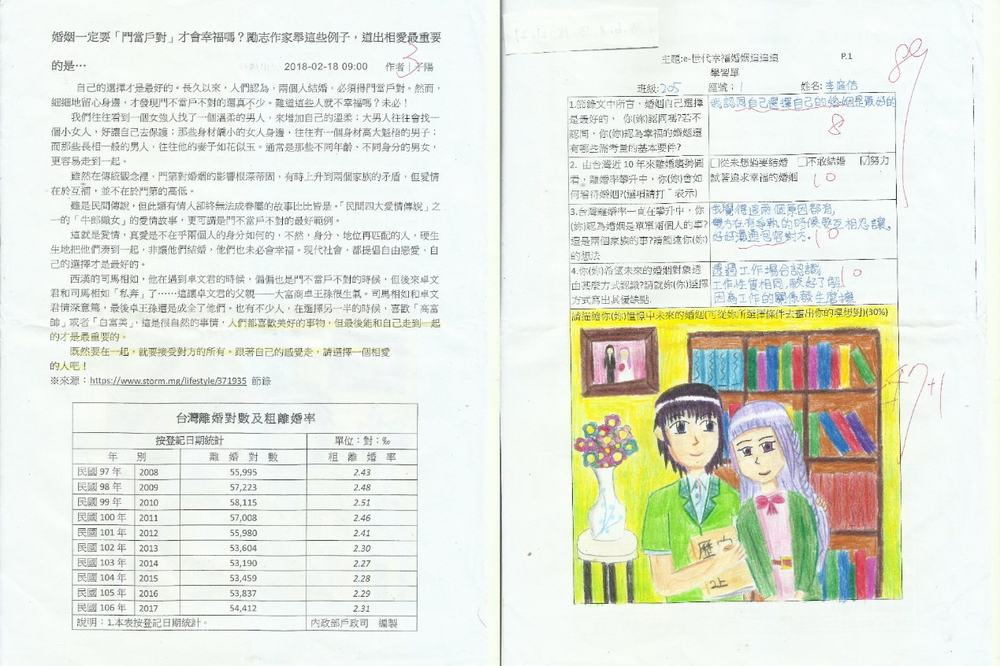 婚姻一定要「門當戶對」才會幸福嗎？勵志作家舉這些例子，道出相愛最重要
的是…
2018-02-18 09:00 作者｜子陽
3
自己的選擇才是最好的。長久以來，人們認為，兩個人結婚，必須得門當戶對。然而，
細細地留心身邊，才發現門不當戶不對的還真不少。難道這些人就不幸福嗎？未必！
我們往往看到一個女強人找了一個溫柔的男人，來增加自己的溫柔；大男人往往會找一
個小女人，好讓自己去保護；那些身材嬌小的女人身邊，往往有一個身材高大魁梧的男子；
而那些長相一般的男人，往往他的妻子如花似玉。通常是那些不同年齡、不同身分的男女，
更容易走到一起。
雖然在傳統觀念裡，門第對婚姻的影響根深蒂固，有時上升到兩個家族的矛盾，但愛情
在於互補，並不在於門第的高低。
雖是民間傳說，但此類有情人卻終無法成眷屬的故事比比皆是。「民間四大愛情傳說」之
一的「牛郎織女」的愛情故事，更可謂是門不當戶不對的最好範例。
這就是愛情，真愛是不在乎兩個人的身分如何的，不然，身分、地位再匹配的人，硬生
生地把他們湊到一起，非讓他們結婚，他們也未必會幸福。現代社會，都提倡自由戀愛，自
己的選擇才是最好的。
西漢的司馬相如，他在遇到卓文君的時候，偏偏也是門不當戶不對的時候，但後來卓文
君和司馬相如「私奔」了……這讓卓文君的父親——大富商卓王孫很生氣。司馬相如和卓文
君情深意篤，最後卓王孫還是成全了他們。也有不少人，在選擇另一半的時候，喜歡「高富
帥」或者「白富美」，這是很自然的事情，人們都喜歡美好的事物，但最後能和自己走到一起
的才是最重要的。
既然要在一起，就要接受對方的所有。跟著自己的感覺走，請選擇一個相愛
的人吧！
※來源：https://www.storm.mg/lifestyle/371935 節錄
台灣離婚對數及粗離婚率
按登記日期統計 單位：對；‰
年 別 離 婚 對 數 粗 離 婚 率
民國 97 年 2008 55,995 2.43
民國 98 年 2009 57,223 2.48
民國 99 年 2010 58,115 2.51
民國 100 年 2011 57,008 2.46
民國 101 年 2012 55,980 2.41
民國 102 年 2013 53,604 2.30
民國 103 年 2014 53,190 2.27
民國 104 年 2015 53,459 2.28
民國 105 年 2016 53,837 2.29
民國 106 年 2017 54,412 2.31
說明：1.本表按登記日期統計。 內政部戶政司 編製
主題:e-世代幸福婚姻追追追 P.1
89
學習單
班級:205 座號：1 姓名:李庭佶
1.節錄文中所言，婚姻自己選擇
是最好的， 你(妳)認同嗎?若不
認同，你(妳)認為幸福的婚姻還
有哪些需考量的基本要件?
我認同自己選擇自己的婚姻是最好的
8
2. 由台灣近 10 年來離婚趨勢圖
看，離婚率攀升中，你(妳)會如
何看待婚姻?(選項請打ˇ表示)
□從未想過要結婚 □不敢結婚 ☑努力
試著追求幸福的婚姻
10
3.台灣離婚率一直在攀升中，你
(妳)認為婚姻是單單兩個人的事?
還是兩個家族的事?請簡述你(妳)
的想法
我覺得這兩個原因都有,
雙方在有爭執的時候要互相忍讓,
好好溝通包容對方。
10
4.你(妳)希望未來的婚姻對象透
由甚麼方式認識?請就妳(你)選擇
方式寫出其優缺點.
透過工作場合認識
工作性質相同,較好了解
因為工作的關係發生磨擦
10
請描繪你(妳)憧憬中未來的婚姻(可從妳所選擇條件去畫出你的理想對)(30%)
歷史
2上